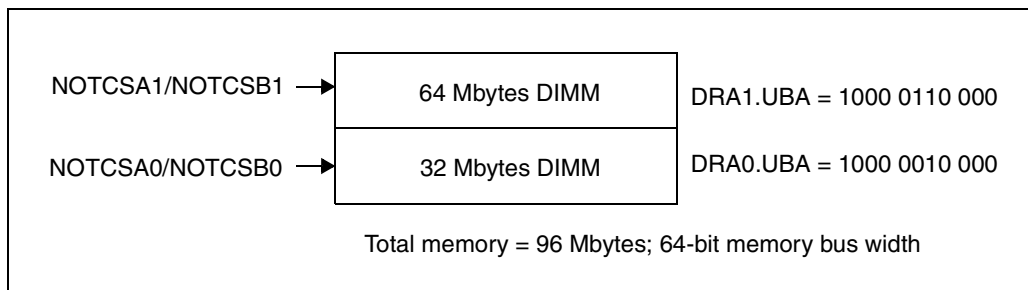 NOTCSA1/NOTCSB1
64 Mbytes DIMM
DRA1.UBA = 1000 0110 000
NOTCSA0/NOTCSB0
32 Mbytes DIMM
DRA0.UBA = 1000 0010 000
Total memory = 96 Mbytes; 64-bit memory bus width